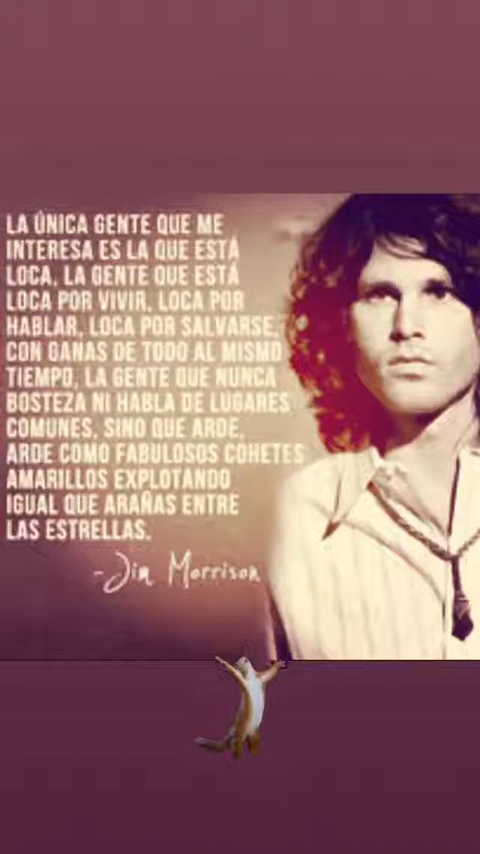 LA ÚNICA GENTE QUE ME
INTERESA ES LA QUE ESTÁ
LOCA, LA GENTE QUE ESTÁ
LOCA POR VIVIR, LOCA POR
HABLAR, LOCA POR SALVARSE,
CON GANAS DE TODO AL MISMO
TIEMPO, LA GENTE QUE NUNCA
BOSTEZA NI HABLA DE LUGARES
COMUNES, SINO QUE ARDE,
ARDE COMO FABULOSOS COHETES
AMARILLOS EXPLOTANDO
IGUAL QUE ARAÑAS ENTRE
LAS ESTRELLAS.
-Jim Morrison